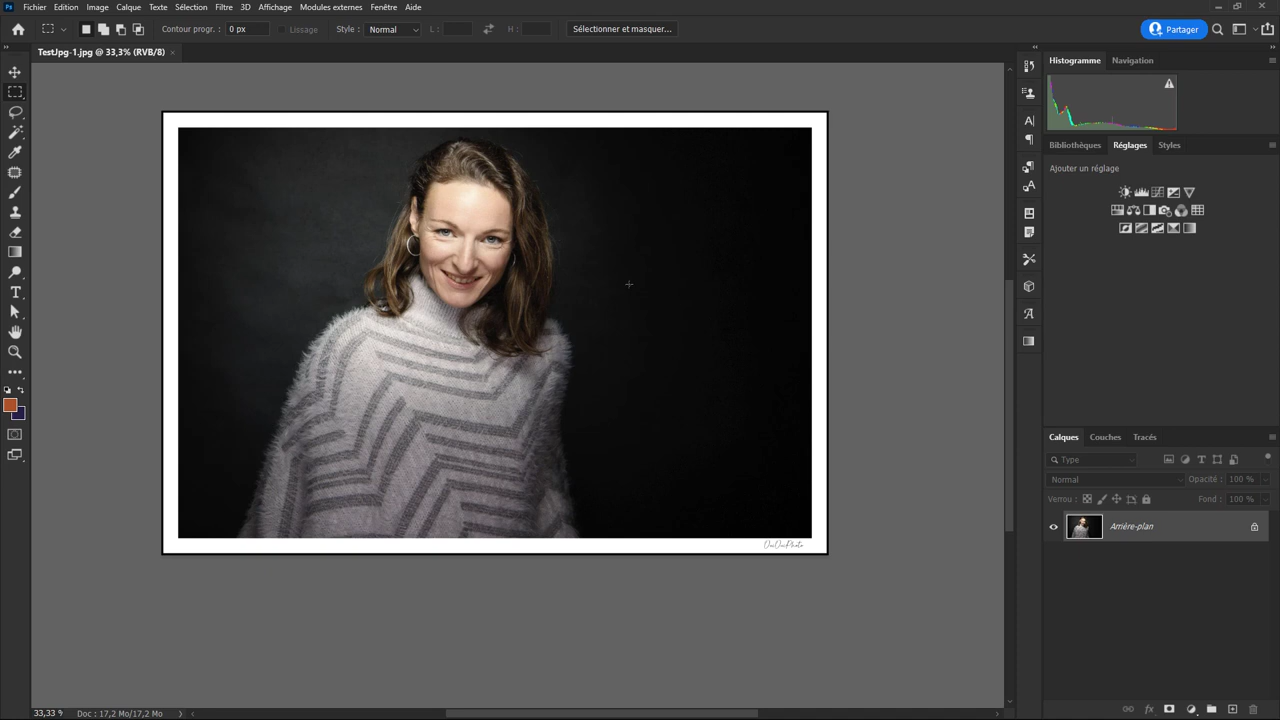 Ps Fichier Edition Image Calque Texte Sélection Filtre 3D Affichage Modules externes Fenêtre Aide
Contour progr. : 0 px Lissage Style : Normal L : H : Sélectionner et masquer... Partager
TestJpg-1.jpg @ 33,3% (RVB/8) ×
Histogramme Navigation
Bibliothèques Réglages Styles
Ajouter un réglage
Calques Couches Tracés
Type
Normal Opacité : 100 %
Verrou : Fond : 100 %
Arrière-plan
33,33 % Doc : 17,2 Mo/17,2 Mo